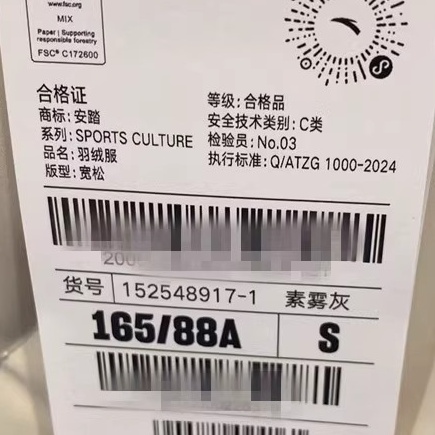 www.fsc.org
MIX
Paper | Supporting
responsible forestry
FSC® C172600
合格证
商标: 安踏
系列: SPORTS CULTURE
品名: 羽绒服
版型: 宽松
等级: 合格品
安全技术类别: C类
检验员: No.03
执行标准: Q/ATZG 1000-2024
货号 152548917-1 素雾灰
165/88A S